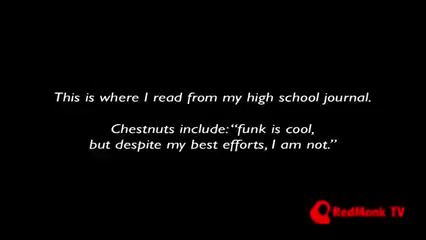 This is where I read from my high school journal.
Chestnuts include: “funk is cool,
but despite my best efforts, I am not.”
RedMonk TV